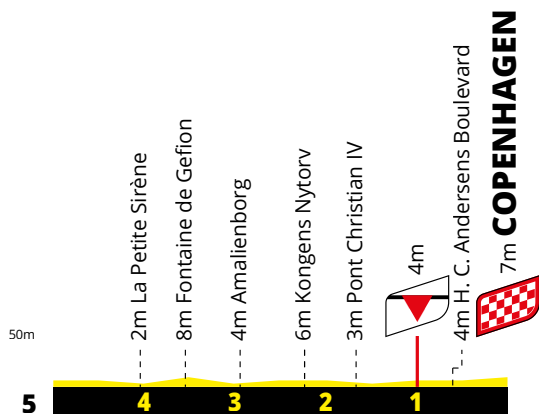 2m La Petite Sirène
8m Fontaine de Gefion
4m Amalienborg
6m Kongens Nytorv
3m Pont Christian IV
4m
4m H. C. Andersens Boulevard
7m COPENHAGEN
50m
5 4 3 2 1